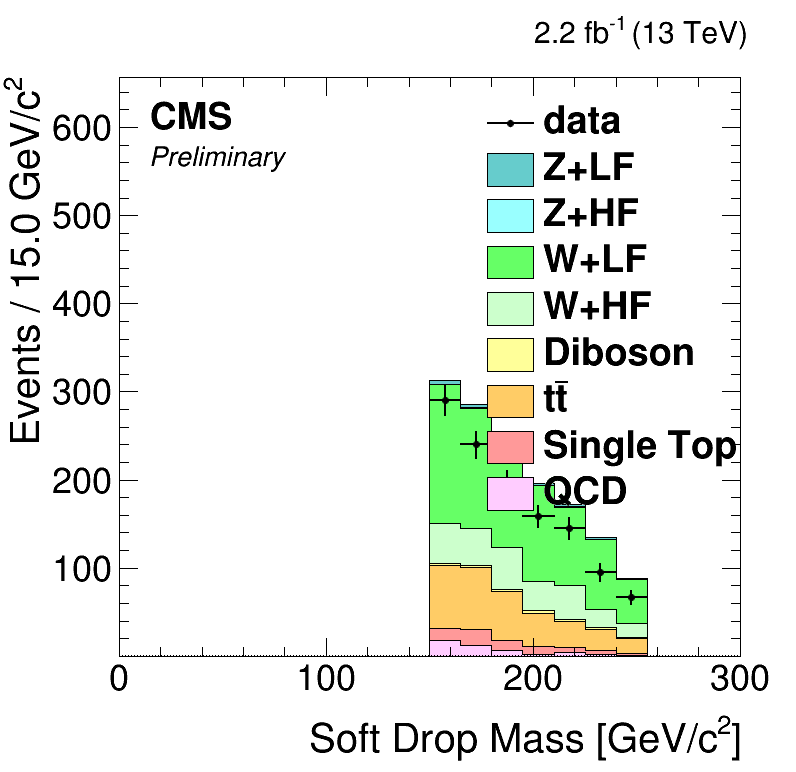 2.2 fb⁻¹ (13 TeV)
CMS
Preliminary
data
Z+LF
Z+HF
W+LF
W+HF
Diboson
tt̄
Single Top
QCD
Events / 15.0 GeV/c²
600
500
400
300
200
100
0 100 200 300
Soft Drop Mass [GeV/c²]